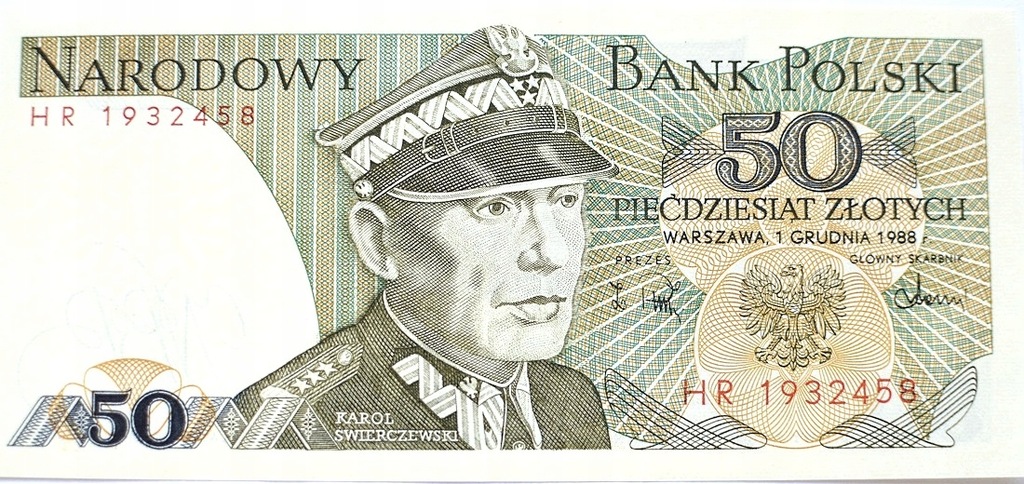 NARODOWY BANK POLSKI
HR 1932458
50
PIĘĆDZIESIĄT ZŁOTYCH
WARSZAWA, 1 GRUDNIA 1988 r.
PREZES GŁÓWNY SKARBNIK
HR 1932458
50
KAROL
ŚWIERCZEWSKI